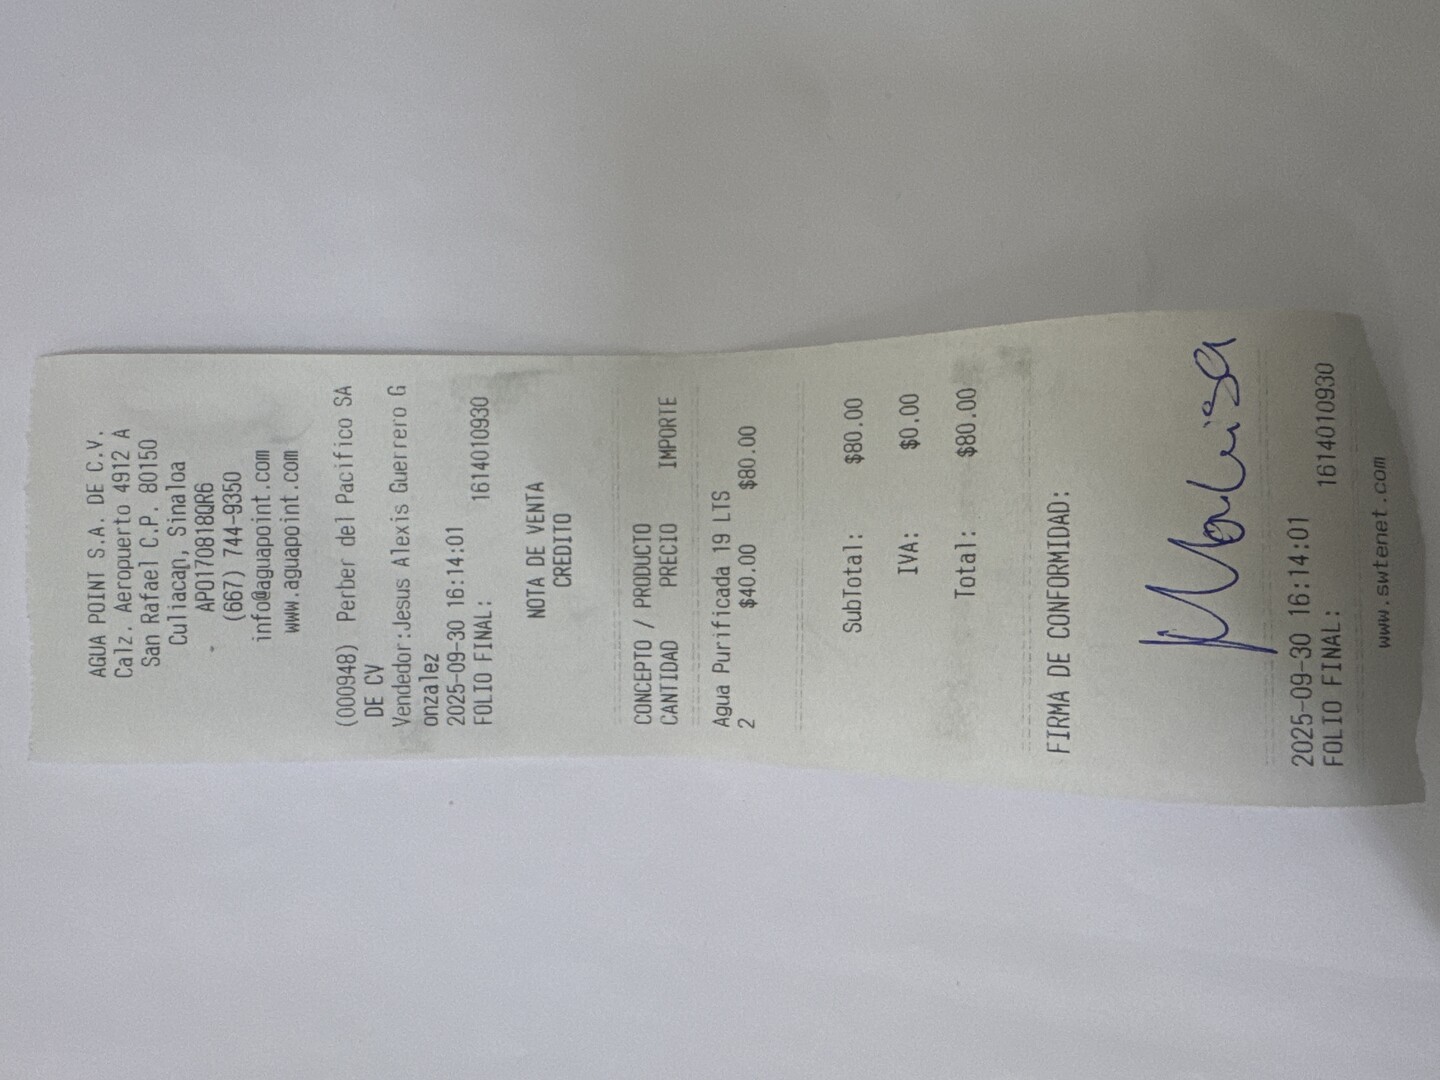 AGUA POINT S.A. DE C.V.
Calz. Aeropuerto 4912 A
San Rafael C.P. 80150
Culiacan, Sinaloa
APO170818QR6
(667) 744-9350
info@aguapoint.com
www.aguapoint.com
(000948) Perber del Pacifico SA
DE CV
Vendedor:Jesus Alexis Guerrero G
onzalez
2025-09-30 16:14:01
FOLIO FINAL: 1614010930
NOTA DE VENTA
CREDITO
CONCEPTO / PRODUCTO
CANTIDAD PRECIO IMPORTE
Agua Purificada 19 LTS
2 $40.00 $80.00
SubTotal: $80.00
IVA: $0.00
Total: $80.00
FIRMA DE CONFORMIDAD:
2025-09-30 16:14:01
FOLIO FINAL: 1614010930
www.swtenet.com